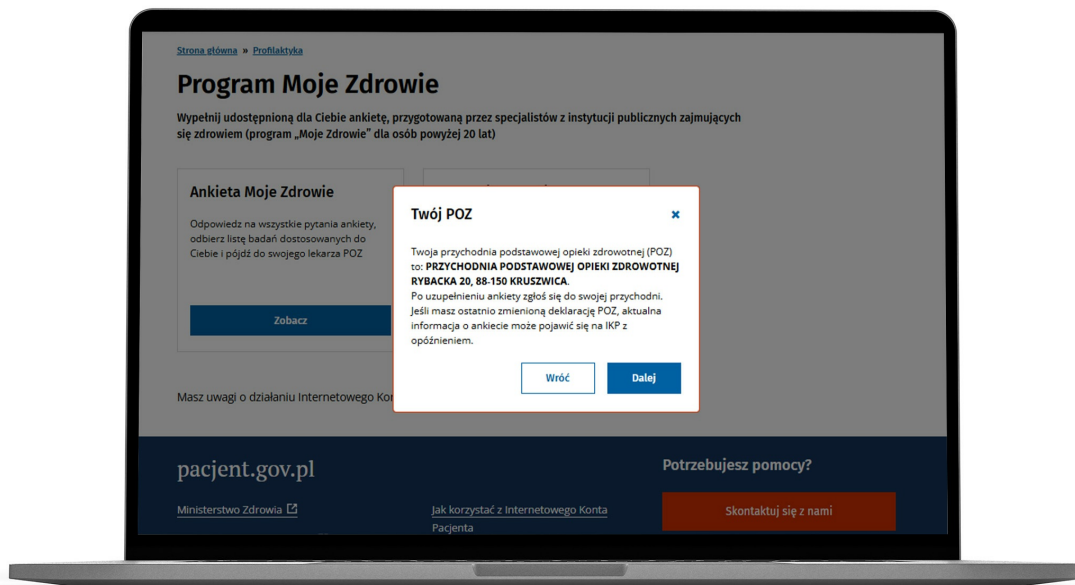 Strona główna » Profilaktyka
Program Moje Zdrowie
Wypełnij udostępnioną dla Ciebie ankietę, przygotowaną przez specjalistów z instytucji publicznych zajmujących
się zdrowiem (program „Moje Zdrowie” dla osób powyżej 20 lat)
Ankieta Moje Zdrowie
Odpowiedz na wszystkie pytania ankiety,
odbierz listę badań dostosowanych do
Ciebie i pójdź do swojego lekarza POZ
Zobacz
Twój POZ
Twoja przychodnia podstawowej opieki zdrowotnej (POZ)
to: PRZYCHODNIA PODSTAWOWEJ OPIEKI ZDROWOTNEJ
RYBACKA 20, 88-150 KRUSZWICA.
Po uzupełnieniu ankiety zgłoś się do swojej przychodni.
Jeśli masz ostatnio zmienioną deklarację POZ, aktualna
informacja o ankiecie może pojawić się na IKP z
opóźnieniem.
Wróć
Dalej
Masz uwagi o działaniu Internetowego
pacjent.gov.pl
Ministerstwo Zdrowia
Jak korzystać z Internetowego Konta
Pacjenta
Potrzebujesz pomocy?
Skontaktuj się z nami